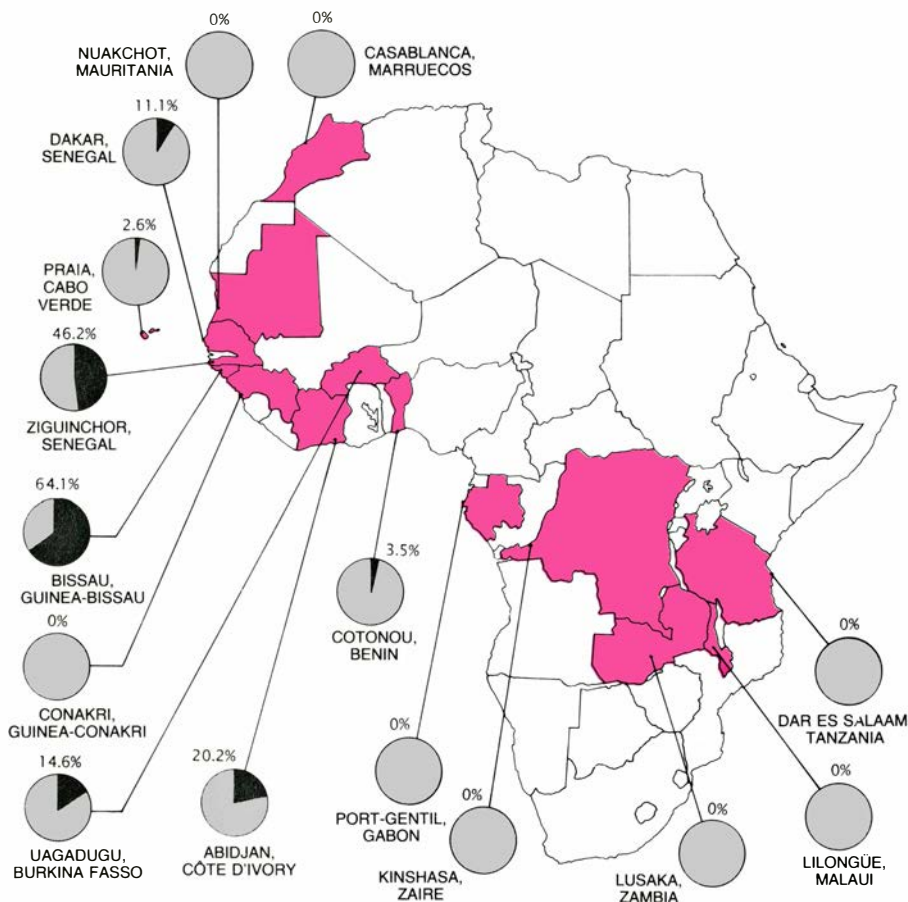 0%
NUAKCHOT,
MAURITANIA
0%
CASABLANCA,
MARRUECOS
11.1%
DAKAR,
SENEGAL
2.6%
PRAIA,
CABO
VERDE
46.2%
ZIGUINCHOR,
SENEGAL
64.1%
BISSAU,
GUINEA-BISSAU
0%
CONAKRI,
GUINEA-CONAKRI
14.6%
UAGADUGU,
BURKINA FASSO
20.2%
ABIDJAN,
CÔTE D'IVORY
3.5%
COTONOU,
BENIN
0%
PORT-GENTIL,
GABON
0%
KINSHASA,
ZAIRE
0%
LUSAKA,
ZAMBIA
0%
LILONGÜE,
MALAUI
0%
DAR ES SALAAM
TANZANIA